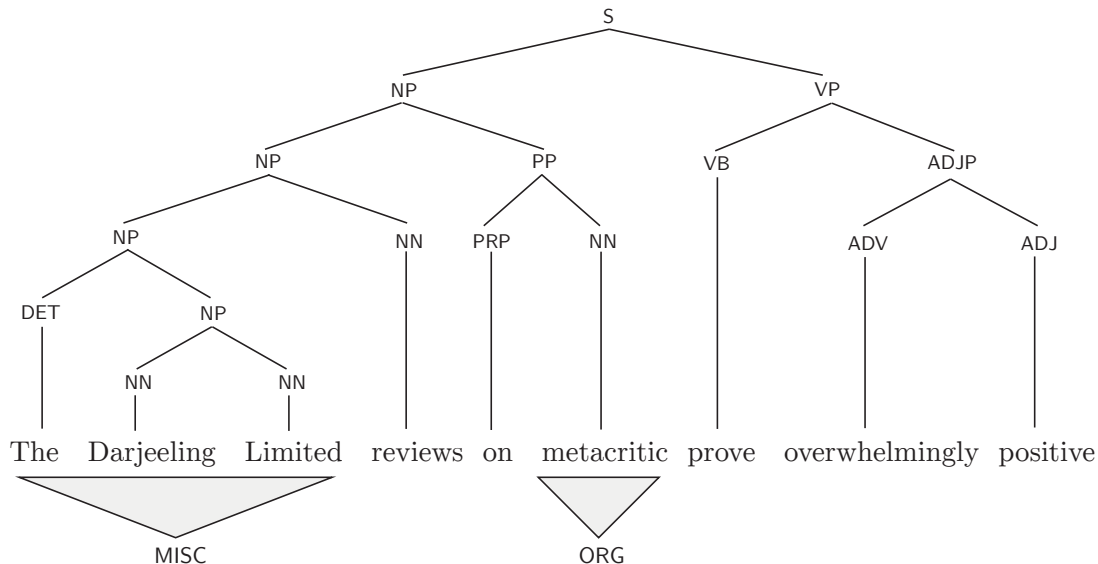 S
NP VP
NP PP VB ADJP
NP NN PRP NN ADV ADJ
DET NP
NN NN
The Darjeeling Limited reviews on metacritic prove overwhelmingly positive
MISC ORG